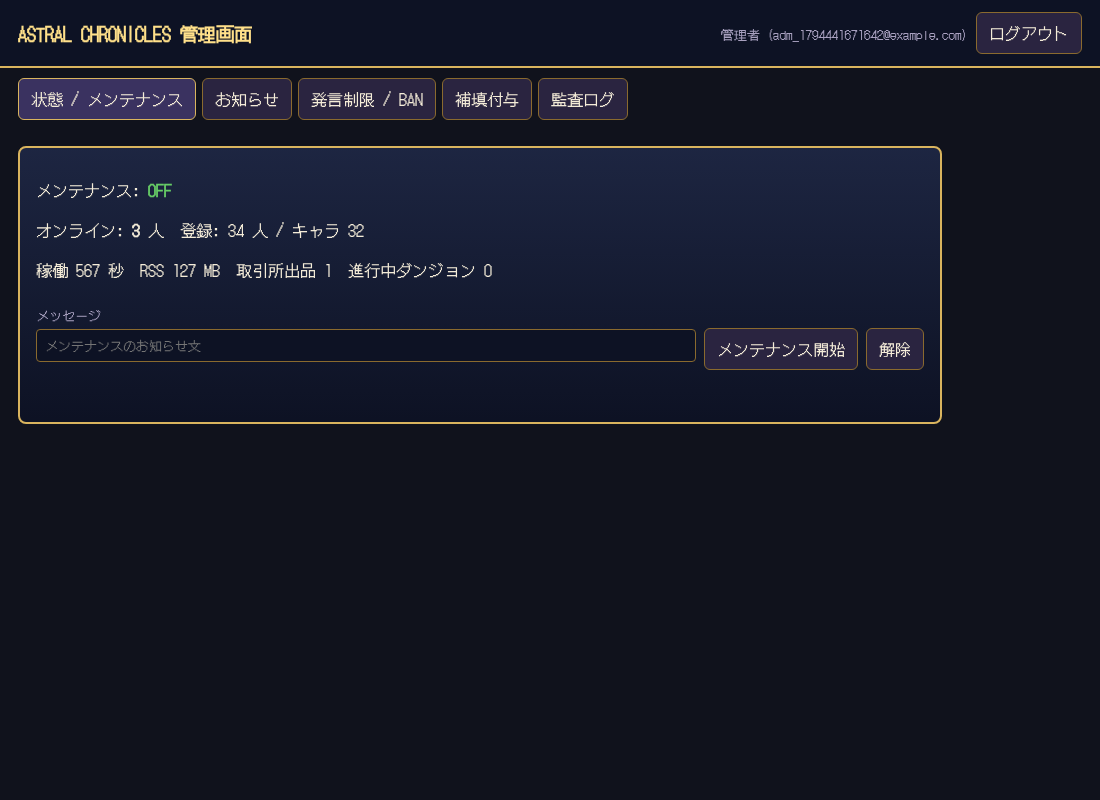 ASTRAL CHRONICLES 管理画面
管理者 (adm_1794441671642@example.com)
ログアウト
状態 / メンテナンス
お知らせ
発言制限 / BAN
補填付与
監査ログ
メンテナンス: OFF
オンライン: 3 人　登録: 34 人 / キャラ 32
稼働 567 秒　RSS 127 MB　取引所出品 1　進行中ダンジョン 0
メッセージ
メンテナンスのお知らせ文
メンテナンス開始
解除